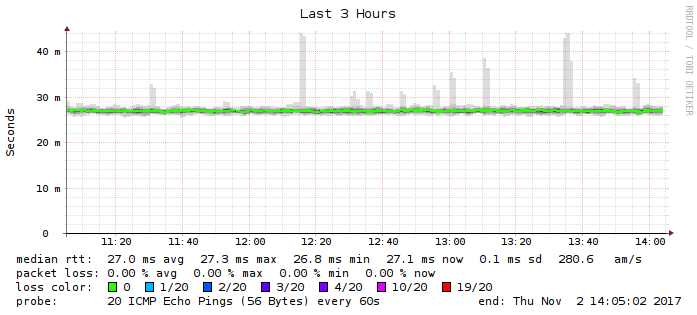 Last 3 Hours
RRDTOOL / TOBI OETIKER
Seconds
40 m
30 m
20 m
10 m
0
11:20 11:40 12:00 12:20 12:40 13:00 13:20 13:40 14:00
median rtt: 27.0 ms avg 27.3 ms max 26.8 ms min 27.1 ms now 0.1 ms sd 280.6 am/s
packet loss: 0.00 % avg 0.00 % max 0.00 % min 0.00 % now
loss color: 0 1/20 2/20 3/20 4/20 10/20 19/20
probe: 20 ICMP Echo Pings (56 Bytes) every 60s end: Thu Nov 2 14:05:02 2017